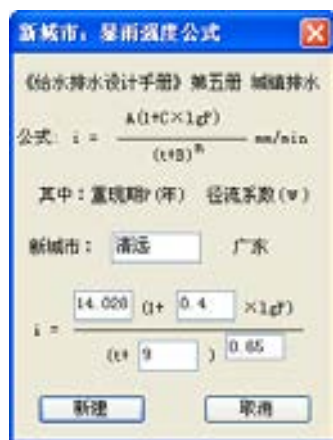 新城市：暴雨强度公式
《给水排水设计手册》第五册 城镇排水
公式: i = A(1+C×lgP) / (t+B)^n mm/min
其中：重现期P(年) 径流系数(ψ)
新城市： 清远 广东
i = 14.028 (1+ 0.4 ×lgP)
(t+ 9 ) 0.65
新建 取消